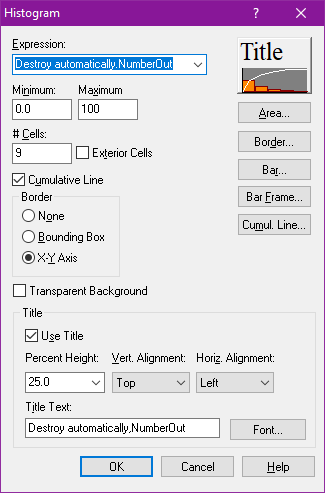 Histogram
Expression:
Destroy automatically.NumberOut
Title
Minimum: Maximum
0.0 100
Area...
# Cells:
9 Exterior Cells
Border...
Cumulative Line
Bar...
Border
None
Bar Frame...
Bounding Box
Cumul. Line...
X-Y Axis
Transparent Background
Title
Use Title
Percent Height: Vert. Alignment: Horiz. Alignment:
25.0 Top Left
Title Text:
Destroy automatically,NumberOut Font...
OK Cancel Help